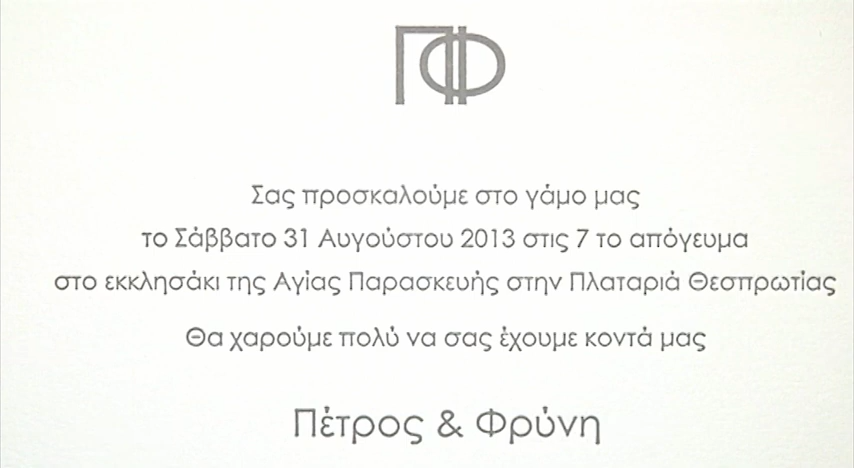 ΠΦ
Σας προσκαλούμε στο γάμο μας
το Σάββατο 31 Αυγούστου 2013 στις 7 το απόγευμα
στο εκκλησάκι της Αγίας Παρασκευής στην Πλαταριά Θεσπρωτίας
Θα χαρούμε πολύ να σας έχουμε κοντά μας
Πέτρος & Φρύνη